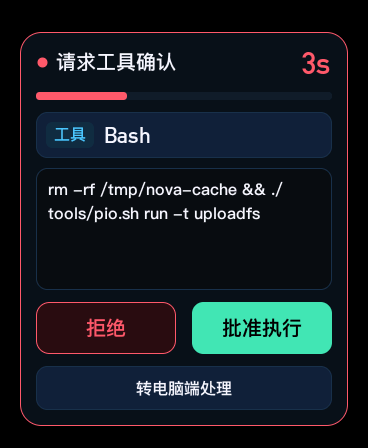 请求工具确认 3s
工具 Bash
rm -rf /tmp/nova-cache && ./
tools/pio.sh run -t uploadfs
拒绝 批准执行
转电脑端处理